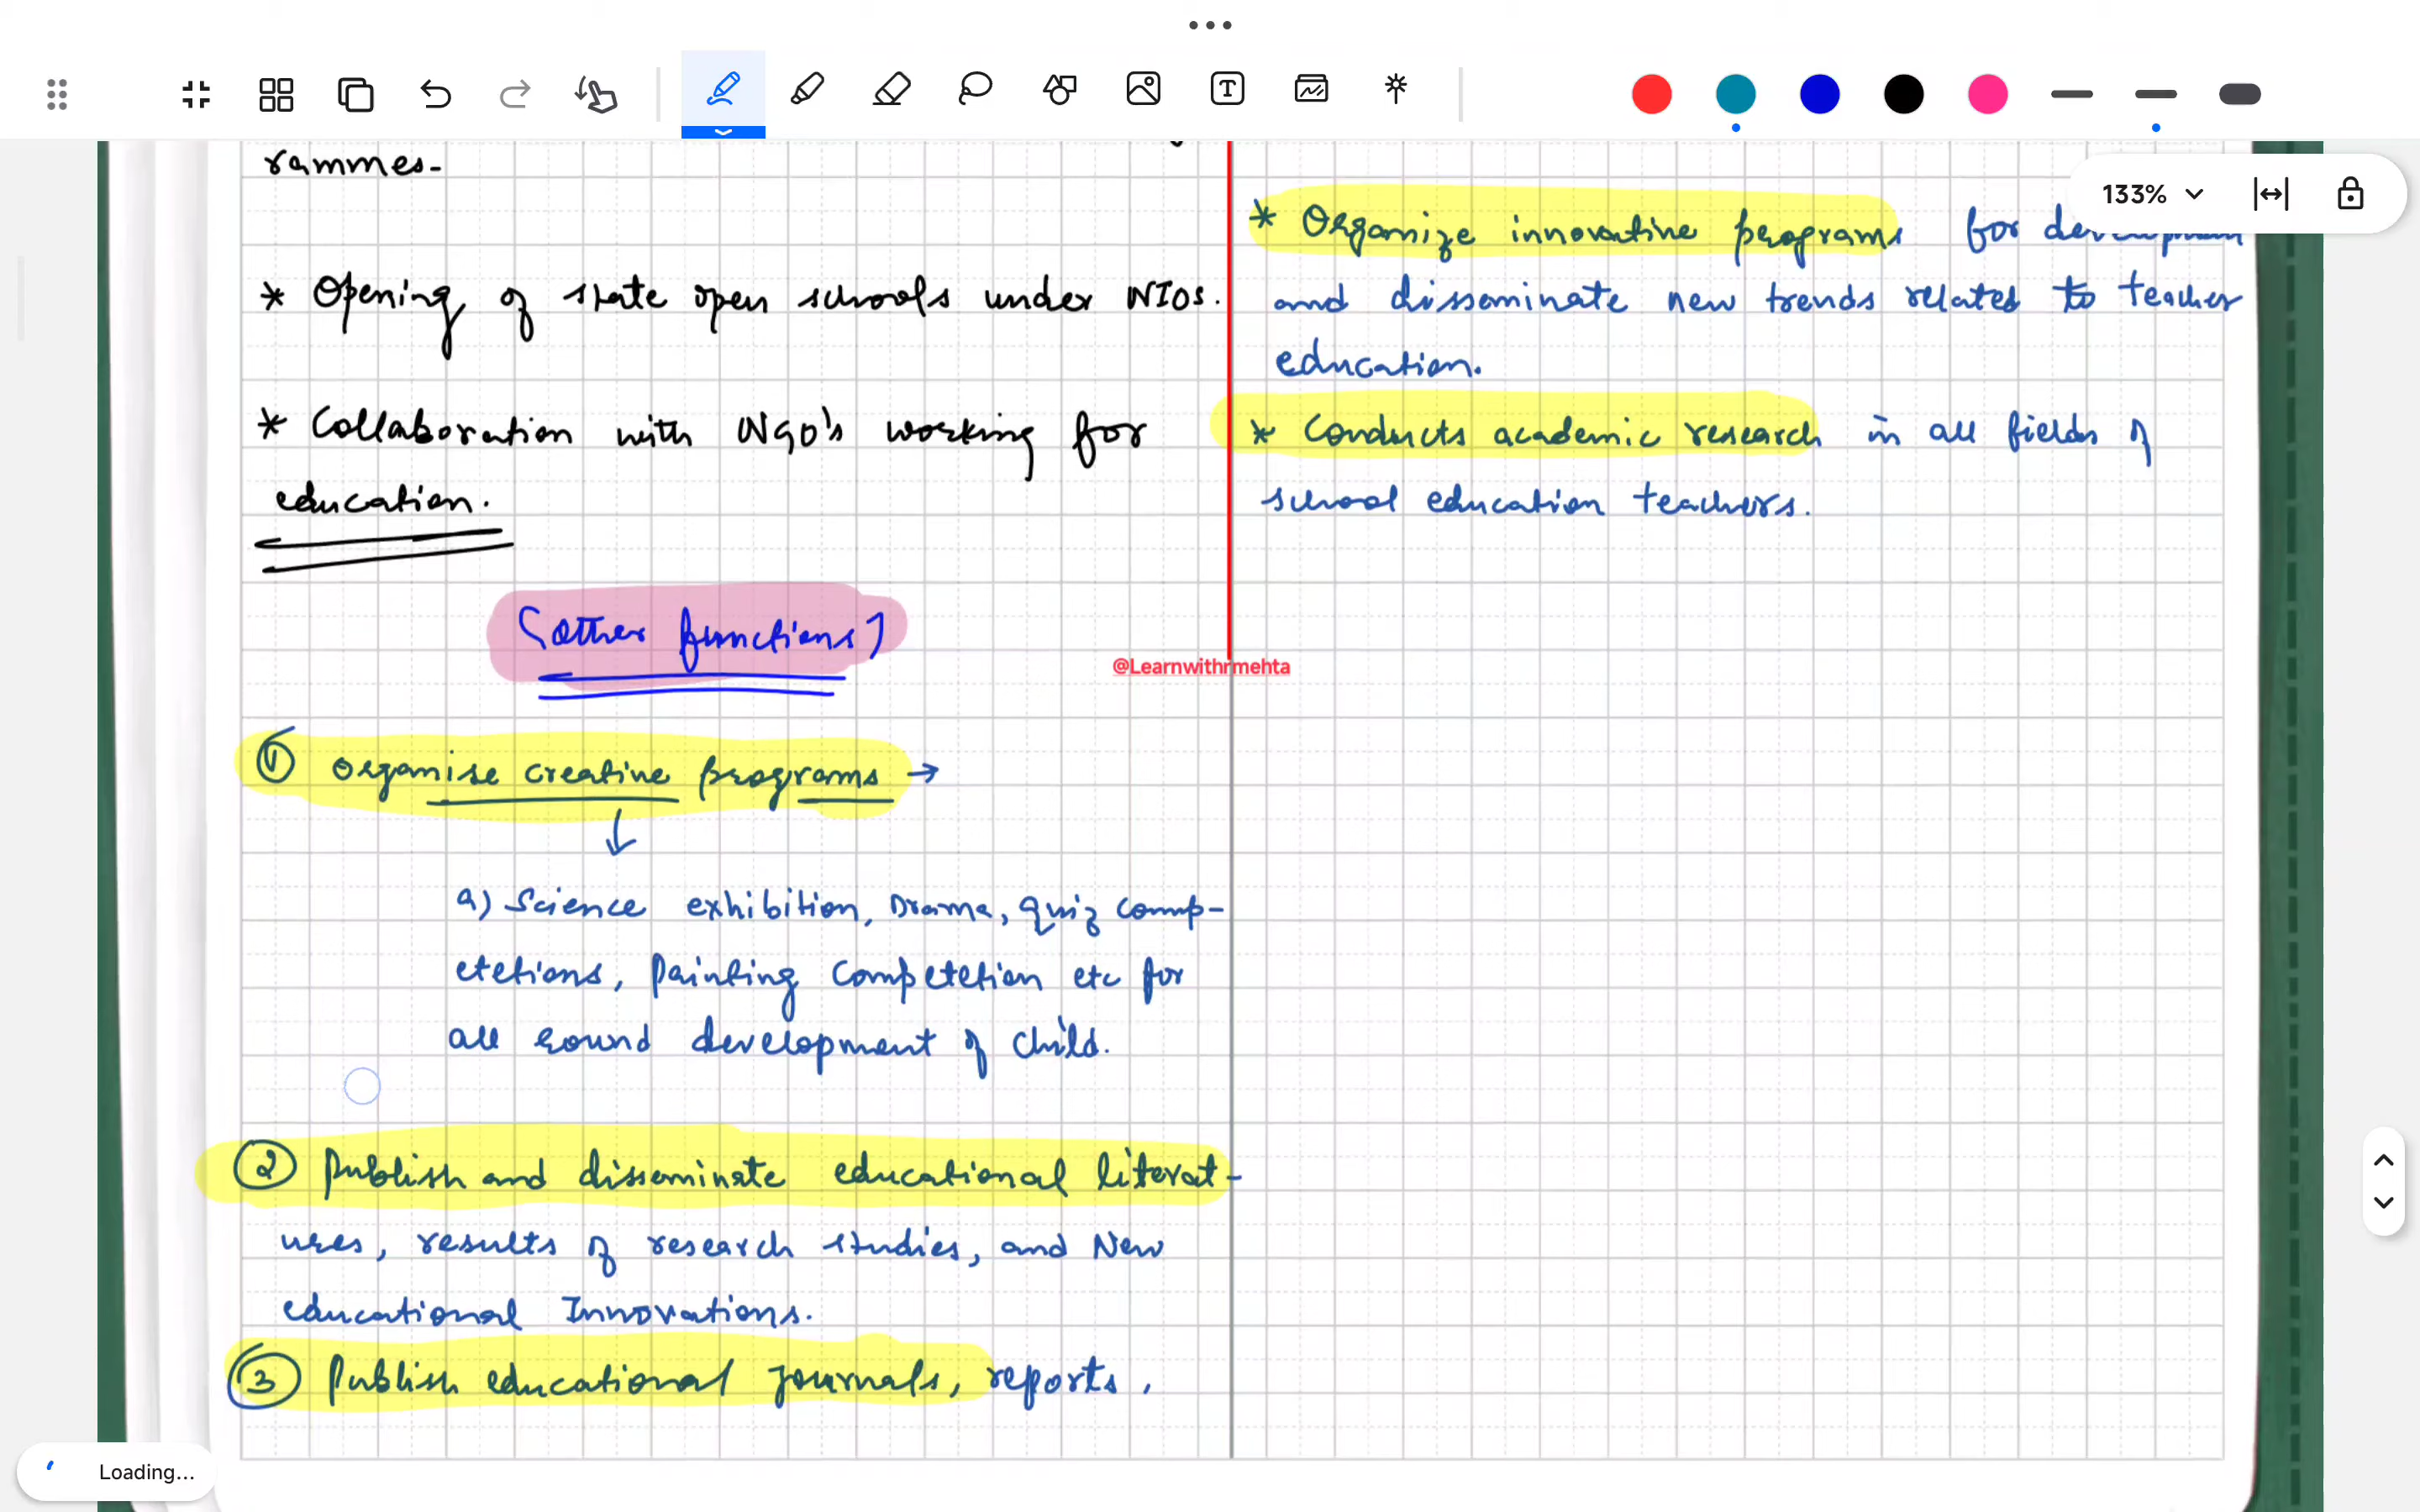 rammes-
* Opening of state open schools under NIOS.
* Collaboration with NGO's working for
education.
(other functions)
① organise creative programs →
↓
a) Science exhibition, Drama, quiz comp-
etetions, painting competetion etc for
all round development of child.
② Publish and disseminate educational literat-
ures, results of research studies, and New
educational Innovations.
③ Publish educational journals, reports,
* Organize innovative programs for
and disseminate new trends related to teacher
education.
* Conducts academic research in all fields of
school education teachers.
@Learnwithrmehta
133%
Loading...